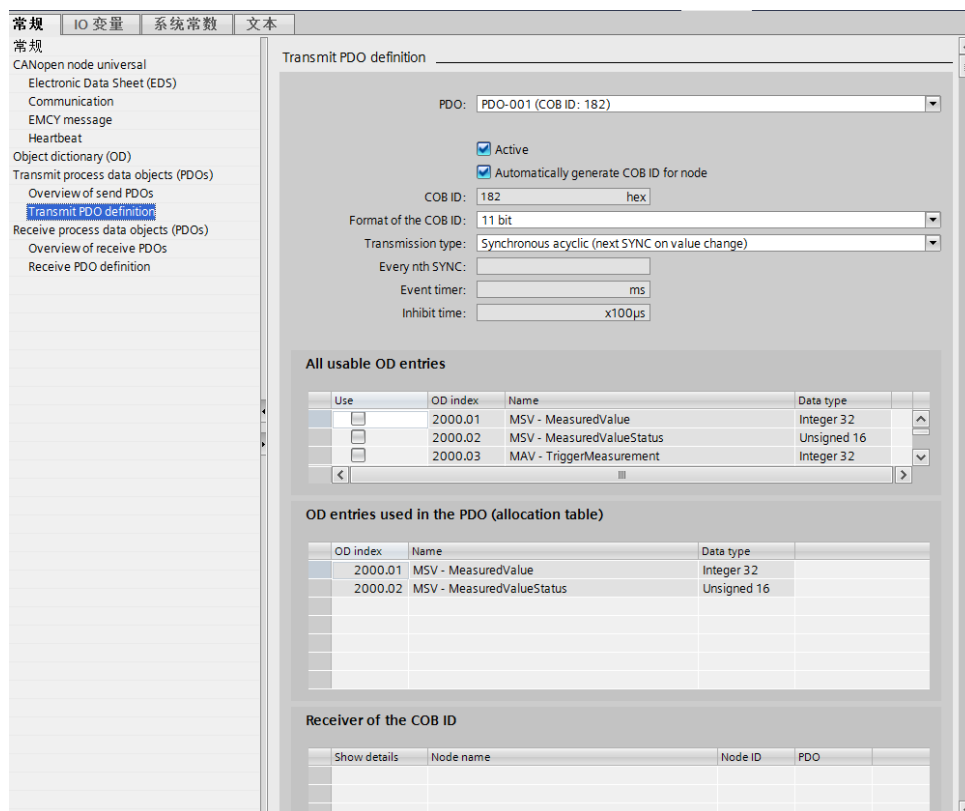 常规 IO 变量 系统常数 文本
常规
CANopen node universal
Electronic Data Sheet (EDS)
Communication
EMCY message
Heartbeat
Object dictionary (OD)
Transmit process data objects (PDOs)
Overview of send PDOs
Transmit PDO definition
Receive process data objects (PDOs)
Overview of receive PDOs
Receive PDO definition
Transmit PDO definition
PDO: PDO-001 (COB ID: 182)
Active
Automatically generate COB ID for node
COB ID: 182 hex
Format of the COB ID: 11 bit
Transmission type: Synchronous acyclic (next SYNC on value change)
Every nth SYNC:
Event timer: ms
Inhibit time: x100µs
All usable OD entries
Use OD index Name Data type
2000.01 MSV - MeasuredValue Integer 32
2000.02 MSV - MeasuredValueStatus Unsigned 16
2000.03 MAV - TriggerMeasurement Integer 32
OD entries used in the PDO (allocation table)
OD index Name Data type
2000.01 MSV - MeasuredValue Integer 32
2000.02 MSV - MeasuredValueStatus Unsigned 16
Receiver of the COB ID
Show details Node name Node ID PDO